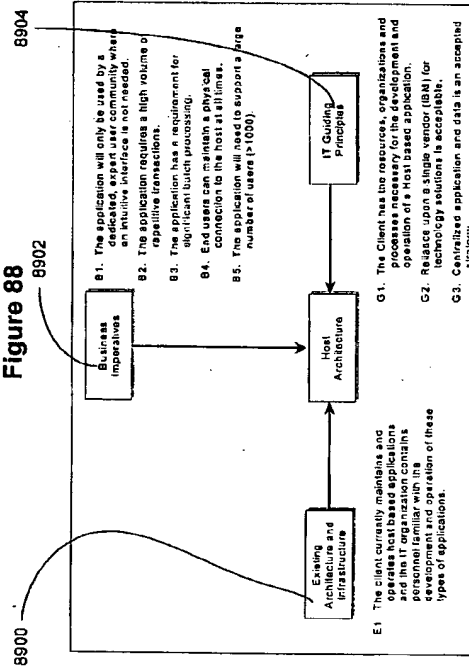 Figure 88
8902
8904
8900
Business
Imperatives
B1. The application will only be used by a
dedicated, expert user community where
an intuitive interface is not needed.
B2. The application requires a high volume of
repetitive transactions.
B3. The application has a requirement for
significant batch processing.
B4. End users can maintain a physical
connection to the host at all times.
B5. The application will need to support a large
number of users (>1000).
Existing
Architecture and
Infrastructure
Host
Architecture
IT Guiding
Principles
E1 The client currently maintains and
operates host based applications
and the IT organization contains
personnel familiar with the
development and operation of these
types of applications.
G1. The Client has the resources, organizations and
processes necessary for the development and
operation of a Host based application.
G2. Reliance upon a single vendor (IBM) for
technology solutions is acceptable.
G3. Centralized application and data is an accepted